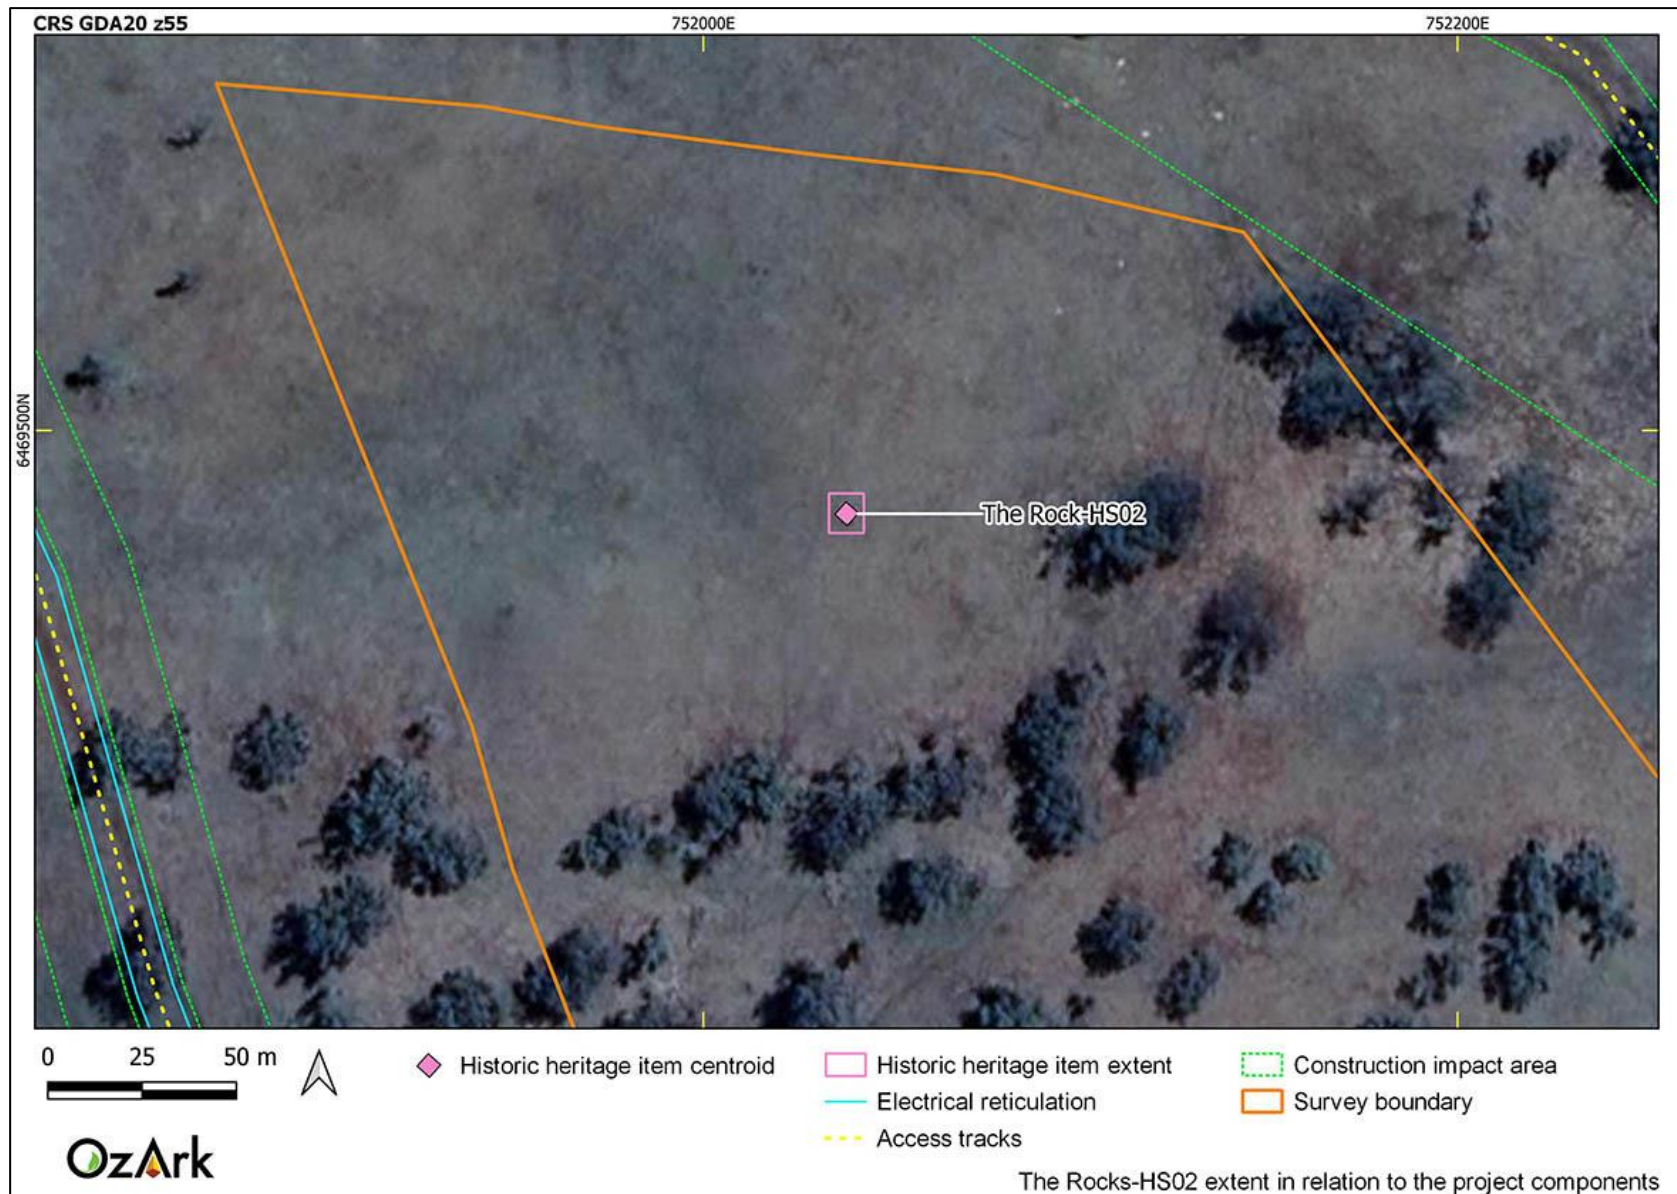 CRS GDA20 z55
752000E
752200E
6469500N
The Rock-HS02
0 25 50 m
Historic heritage item centroid
Historic heritage item extent
Construction impact area
Electrical reticulation
Survey boundary
Access tracks
OzArk
The Rocks-HS02 extent in relation to the project components